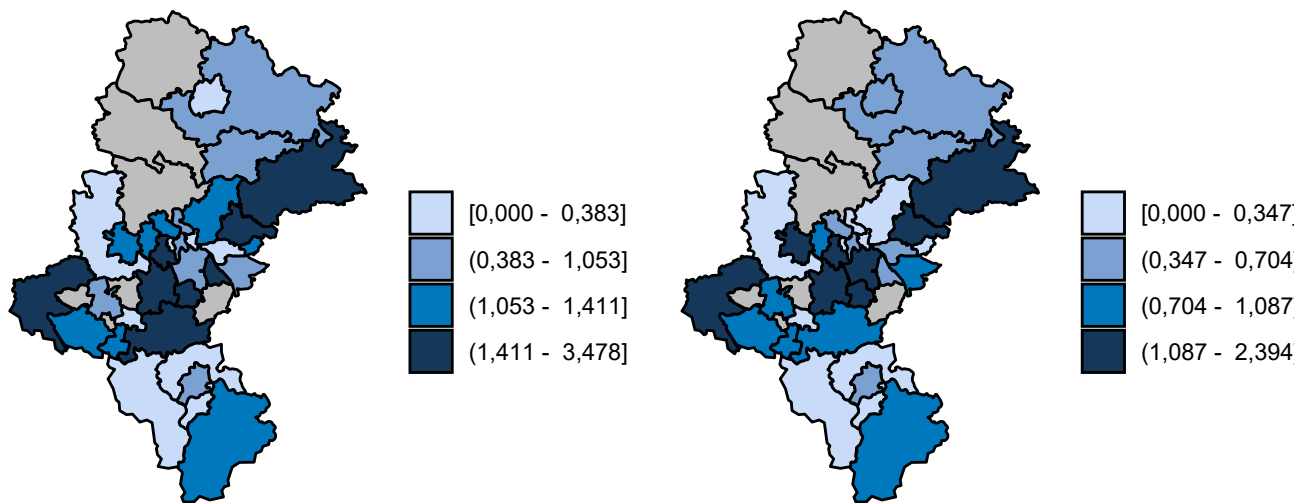 [0,000 - 0,383]
(0,383 - 1,053]
(1,053 - 1,411]
(1,411 - 3,478]
[0,000 - 0,347]
(0,347 - 0,704]
(0,704 - 1,087]
(1,087 - 2,394]